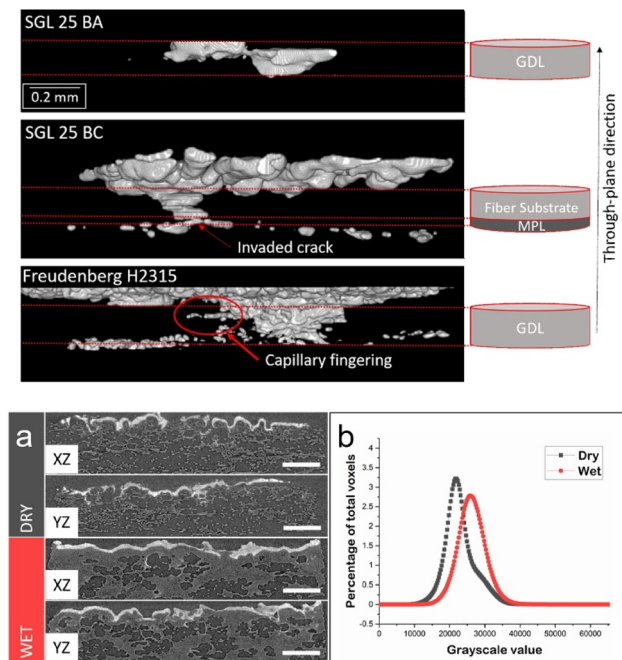 SGL 25 BA
GDL
0.2 mm
SGL 25 BC
Fiber Substrate
MPL
Invaded crack
Through-plane direction
Freudenberg H2315
GDL
Capillary fingering
a
XZ
YZ
DRY
XZ
YZ
WET
b
Dry
Wet
Percentage of total voxels
4
3.5
3
2.5
2
1.5
1
0.5
0
-0.5
0
10000
20000
30000
40000
50000
60000
Grayscale value